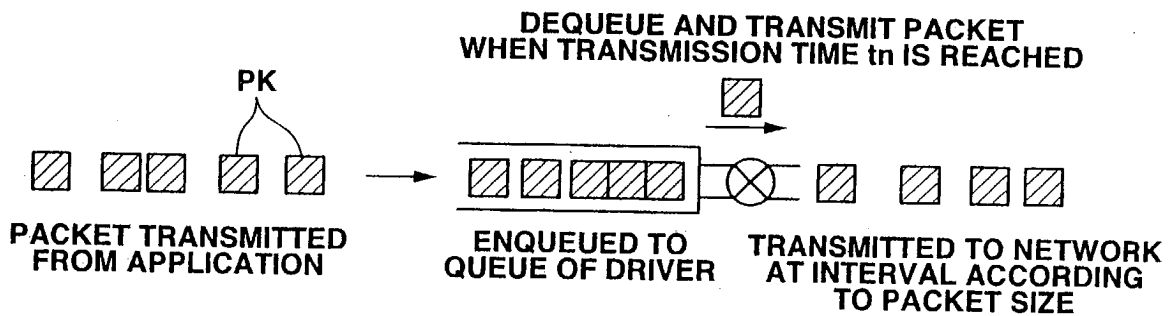 DEQUEUE AND TRANSMIT PACKET
WHEN TRANSMISSION TIME tn IS REACHED
PK
PACKET TRANSMITTED
FROM APPLICATION
ENQUEUED TO
QUEUE OF DRIVER
TRANSMITTED TO NETWORK
AT INTERVAL ACCORDING
TO PACKET SIZE